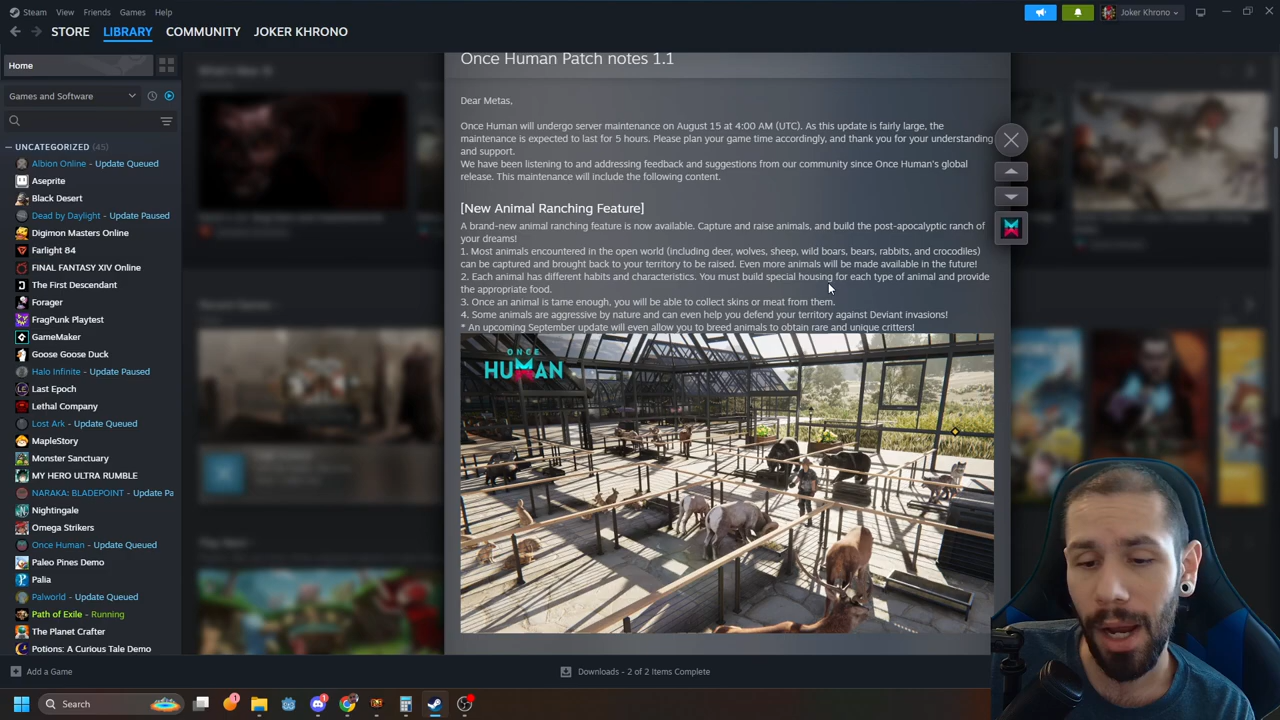 Steam View Friends Games Help
Joker Khrono
STORE LIBRARY COMMUNITY JOKER KHRONO
Home
Games and Software
UNCATEGORIZED (45)
Albion Online - Update Queued
Aseprite
Black Desert
Dead by Daylight - Update Paused
Digimon Masters Online
Farlight 84
FINAL FANTASY XIV Online
The First Descendant
Forager
FragPunk Playtest
GameMaker
Goose Goose Duck
Halo Infinite - Update Paused
Last Epoch
Lethal Company
Lost Ark - Update Queued
MapleStory
Monster Sanctuary
MY HERO ULTRA RUMBLE
NARAKA: BLADEPOINT - Update Pa
Nightingale
Omega Strikers
Once Human - Update Queued
Paleo Pines Demo
Palia
Palworld - Update Queued
Path of Exile - Running
The Planet Crafter
Potions: A Curious Tale Demo
Once Human Patch notes 1.1
Dear Metas,
Once Human will undergo server maintenance on August 15 at 4:00 AM (UTC). As this update is fairly large, the
maintenance is expected to last for 5 hours. Please plan your game time accordingly, and thank you for your understanding
and support.
We have been listening to and addressing feedback and suggestions from our community since Once Human's global
release. This maintenance will include the following content.
[New Animal Ranching Feature]
A brand-new animal ranching feature is now available. Capture and raise animals, and build the post-apocalyptic ranch of
your dreams!
1. Most animals encountered in the open world (including deer, wolves, sheep, wild boars, bears, rabbits, and crocodiles)
can be captured and brought back to your territory to be raised. Even more animals will be made available in the future!
2. Each animal has different habits and characteristics. You must build special housing for each type of animal and provide
the appropriate food.
3. Once an animal is tame enough, you will be able to collect skins or meat from them.
4. Some animals are aggressive by nature and can even help you defend your territory against Deviant invasions!
* An upcoming September update will even allow you to breed animals to obtain rare and unique critters!
ONCE
HUMAN
Add a Game
Downloads - 2 of 2 Items Complete
Search